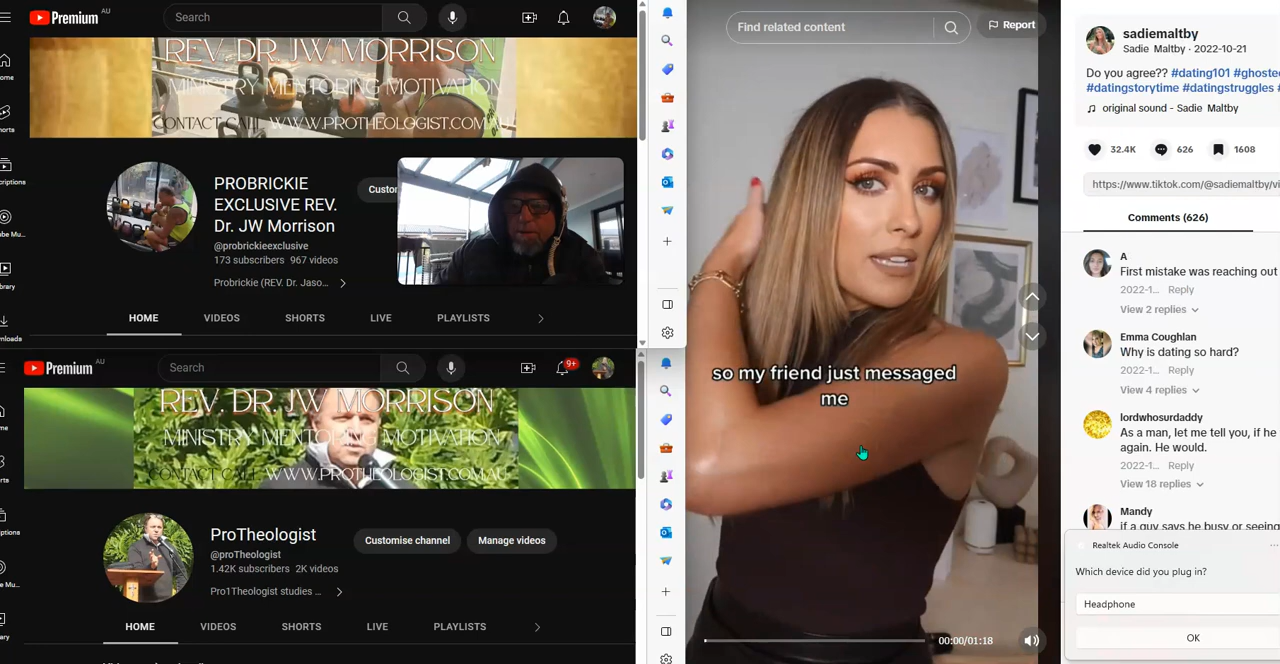 Premium AU
Search
REV. DR. JW MORRISON
MINISTRY MENTORING MOTIVATION
CONTACT CALL WWW.PROTHEOLOGIST.COM.AU
PROBRICKIE
EXCLUSIVE REV.
Dr. JW Morrison
@probrickieexclusive
173 subscribers 967 videos
Probrickie (REV. Dr. Jaso...
HOME VIDEOS SHORTS LIVE PLAYLISTS
Premium AU
Search
9+
REV. DR. JW MORRISON
MINISTRY MENTORING MOTIVATION
CONTACT CALL WWW.PROTHEOLOGIST.COM.AU
ProTheologist
@proTheologist
1.42K subscribers 2K videos
Pro1Theologist studies ...
Customise channel Manage videos
HOME VIDEOS SHORTS LIVE PLAYLISTS
Find related content
Report
so my friend just messaged
me
00:00/01:18
sadiemaltby
Sadie Maltby · 2022-10-21
Do you agree?? #dating101 #ghoste
#datingstorytime #datingstruggles #
original sound - Sadie Maltby
32.4K 626 1608
https://www.tiktok.com/@sadiemaltby/vi
Comments (626)
A
First mistake was reaching out
2022-1... Reply
View 2 replies
Emma Coughlan
Why is dating so hard?
2022-1... Reply
View 4 replies
lordwhosurdaddy
As a man, let me tell you, if he
again. He would.
2022-1... Reply
View 18 replies
Mandy
if a guy says he busy or seeing
Realtek Audio Console ...
Which device did you plug in?
Headphone
OK